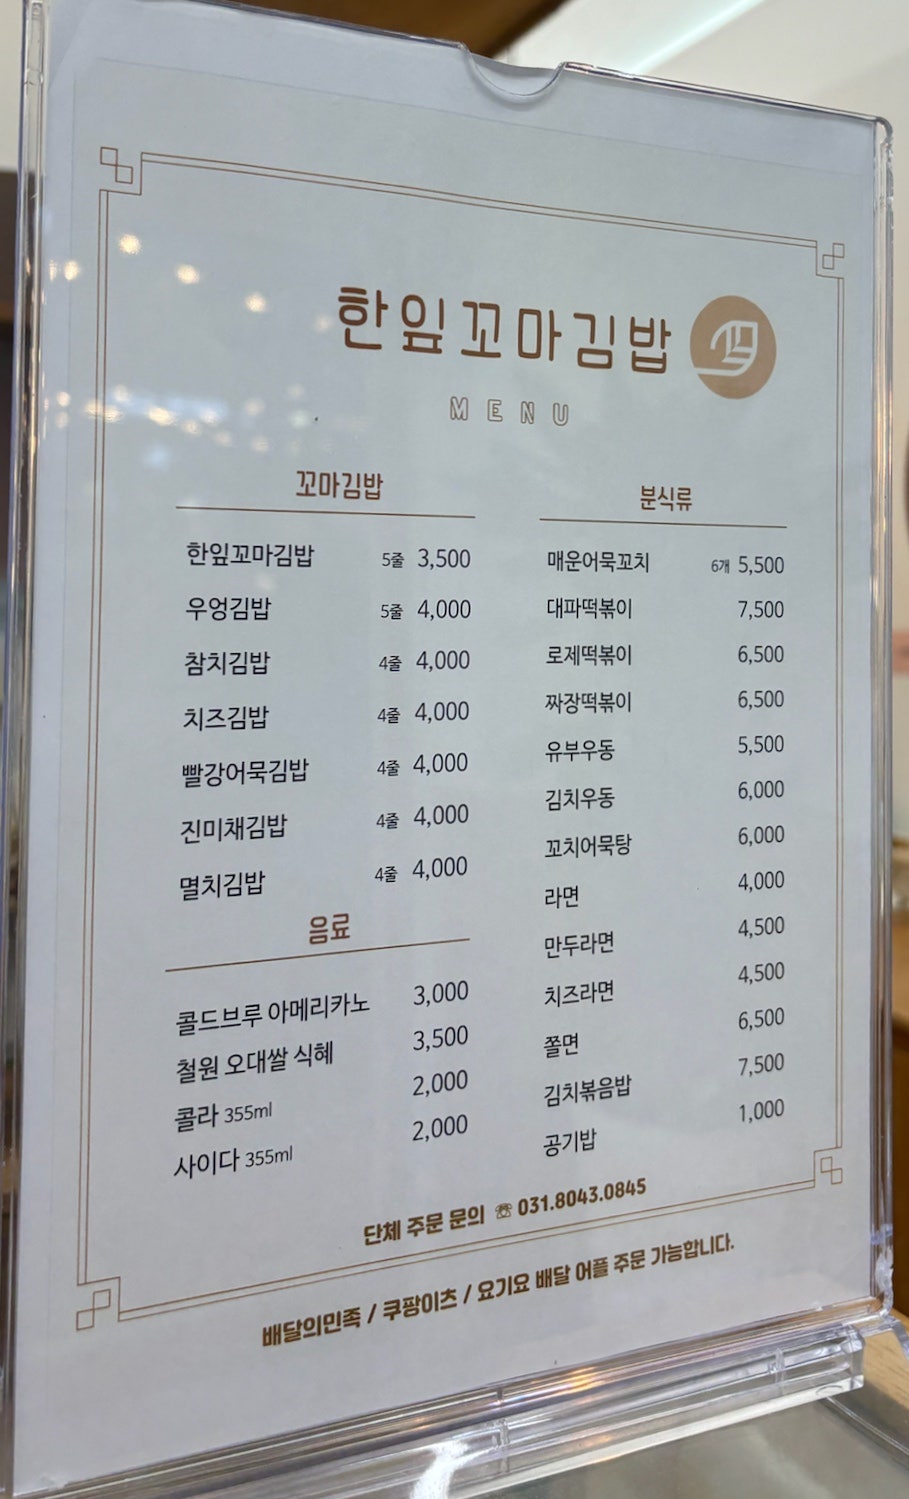 한잎꼬마김밥
MENU
꼬마김밥
한잎꼬마김밥 5줄 3,500
우엉김밥 5줄 4,000
참치김밥 4줄 4,000
치즈김밥 4줄 4,000
빨강어묵김밥 4줄 4,000
진미채김밥 4줄 4,000
멸치김밥 4줄 4,000
음료
콜드브루 아메리카노 3,000
철원 오대쌀 식혜 3,500
콜라 355ml 2,000
사이다 355ml 2,000
분식류
매운어묵꼬치 6개 5,500
대파떡볶이 7,500
로제떡볶이 6,500
짜장떡볶이 6,500
유부우동 5,500
김치우동 6,000
꼬치어묵탕 6,000
라면 4,000
만두라면 4,500
치즈라면 4,500
쫄면 6,500
김치볶음밥 7,500
공기밥 1,000
단체 주문 문의 ☏ 031.8043.0845
배달의민족 / 쿠팡이츠 / 요기요 배달 어플 주문 가능합니다.